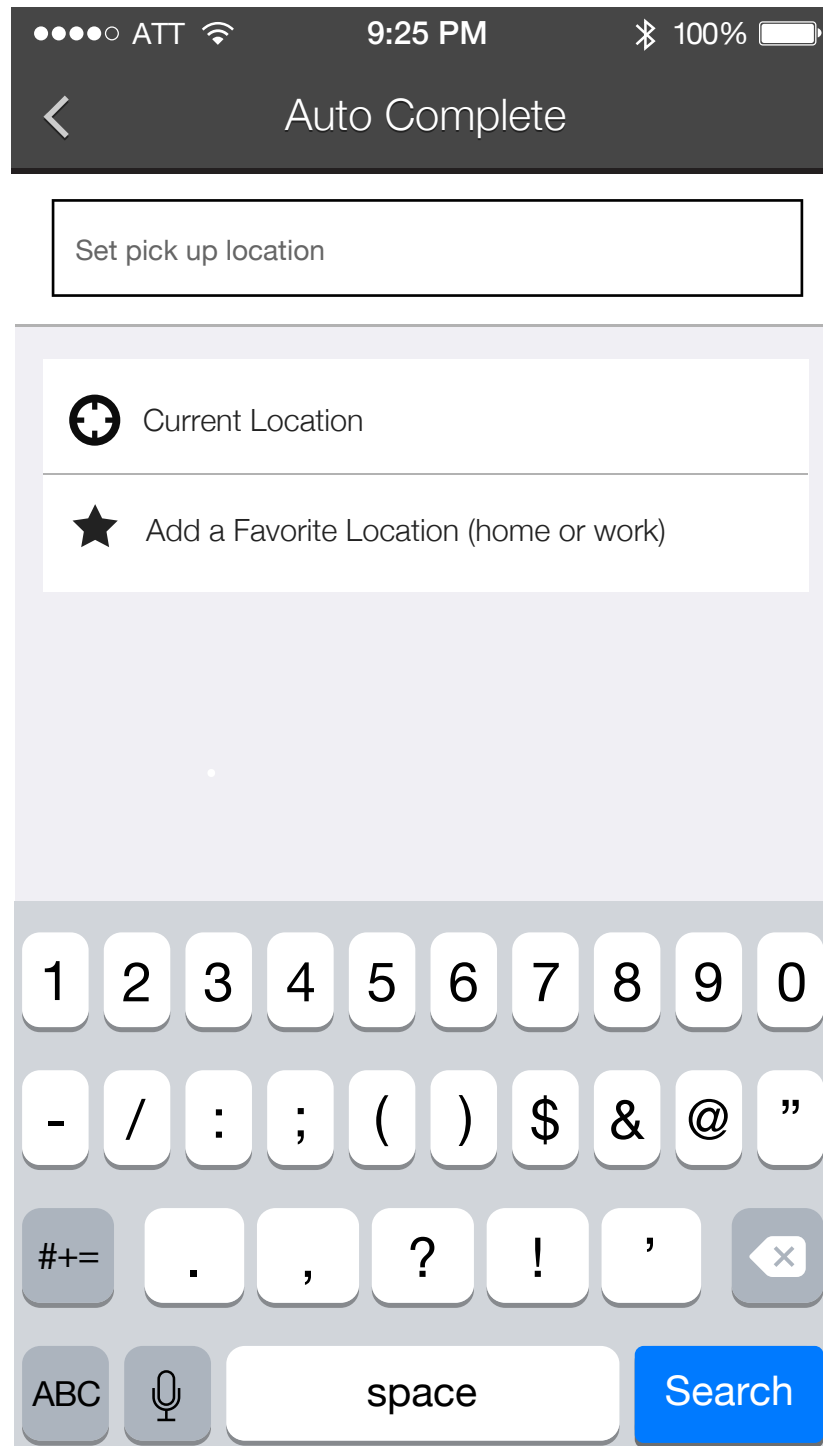 ATT 9:25 PM 100%
Auto Complete
Set pick up location
Current Location
Add a Favorite Location (home or work)
1 2 3 4 5 6 7 8 9 0
- / : ; ( ) $ & @ ”
#+= . , ? ! ’
ABC space Search